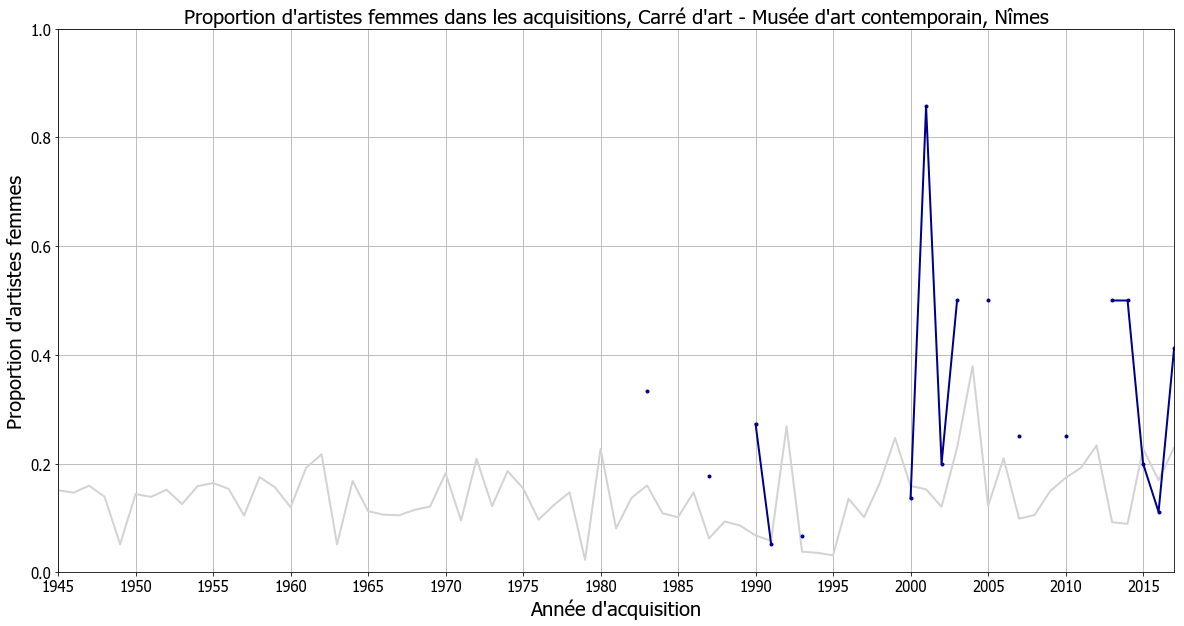 Proportion d'artistes femmes dans les acquisitions, Carré d'art - Musée d'art contemporain, Nîmes
Proportion d'artistes femmes
1.0
0.8
0.6
0.4
0.2
0.0
1945 1950 1955 1960 1965 1970 1975 1980 1985 1990 1995 2000 2005 2010 2015
Année d'acquisition